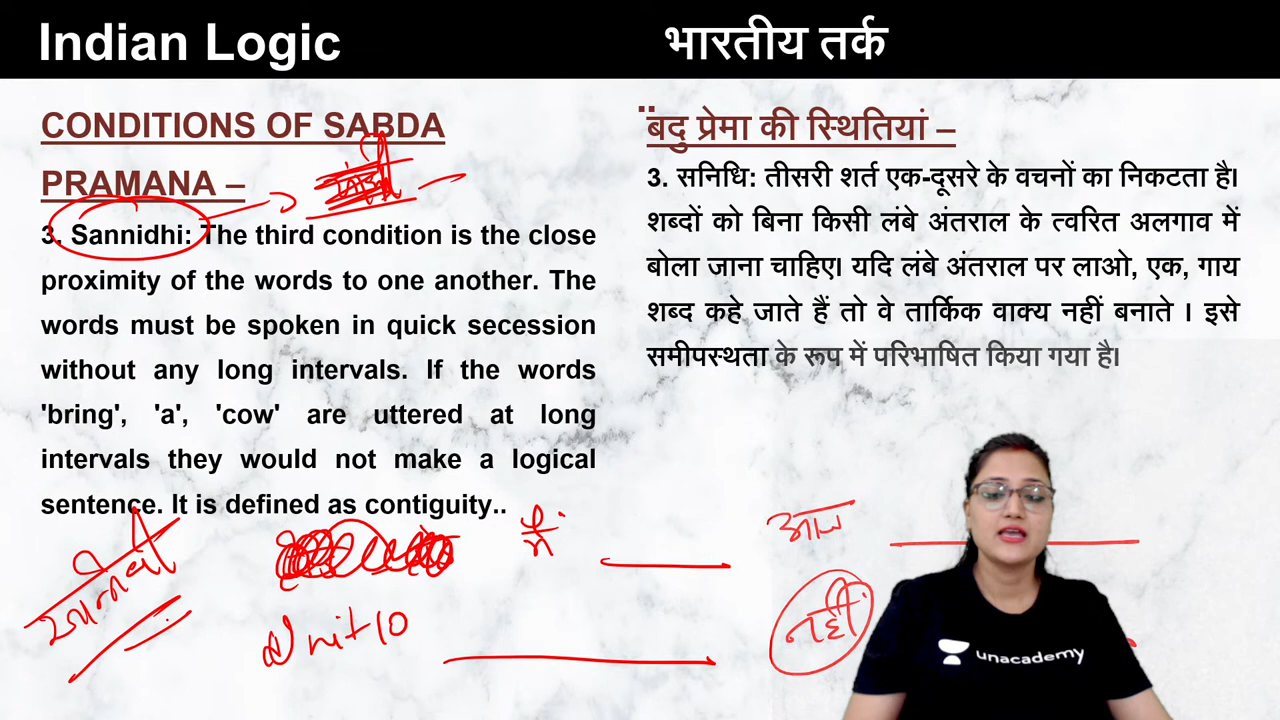 Indian Logic
भारतीय तर्क
CONDITIONS OF SABDA
PRAMANA –
3. Sannidhi: The third condition is the close
proximity of the words to one another. The
words must be spoken in quick secession
without any long intervals. If the words
'bring', 'a', 'cow' are uttered at long
intervals they would not make a logical
sentence. It is defined as contiguity..
बदु प्रेमा की स्थितियां –
3. सनिधि: तीसरी शर्त एक-दूसरे के वचनों का निकटता है।
शब्दों को बिना किसी लंबे अंतराल के त्वरित अलगाव में
बोला जाना चाहिए। यदि लंबे अंतराल पर लाओ, एक, गाय
शब्द कहे जाते हैं तो वे तार्किक वाक्य नहीं बनाते । इसे
समीपस्थता के रूप में परिभाषित किया गया है।
मैं
आज
नहीं
Unit 10
unacademy